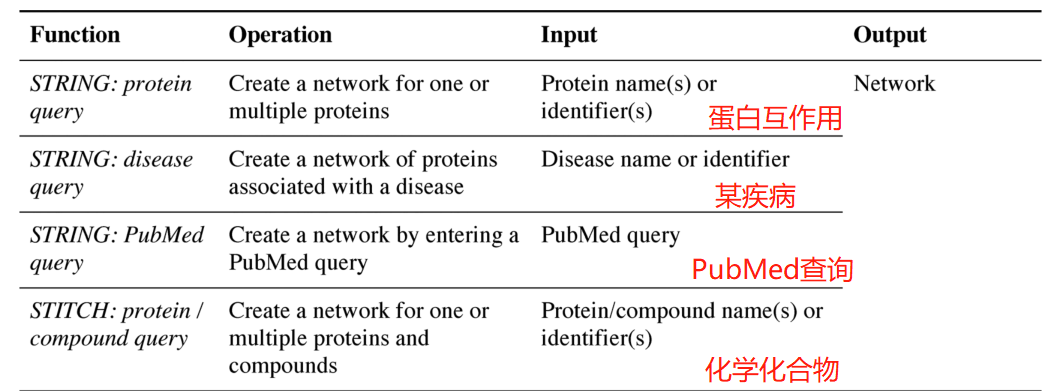 Function Operation Input Output
STRING: protein query Create a network for one or multiple proteins Protein name(s) or identifier(s) Network
蛋白互作用
STRING: disease query Create a network of proteins associated with a disease Disease name or identifier
某疾病
STRING: PubMed query Create a network by entering a PubMed query PubMed query
PubMed查询
STITCH: protein / compound query Create a network for one or multiple proteins and compounds Protein/compound name(s) or identifier(s)
化学化合物